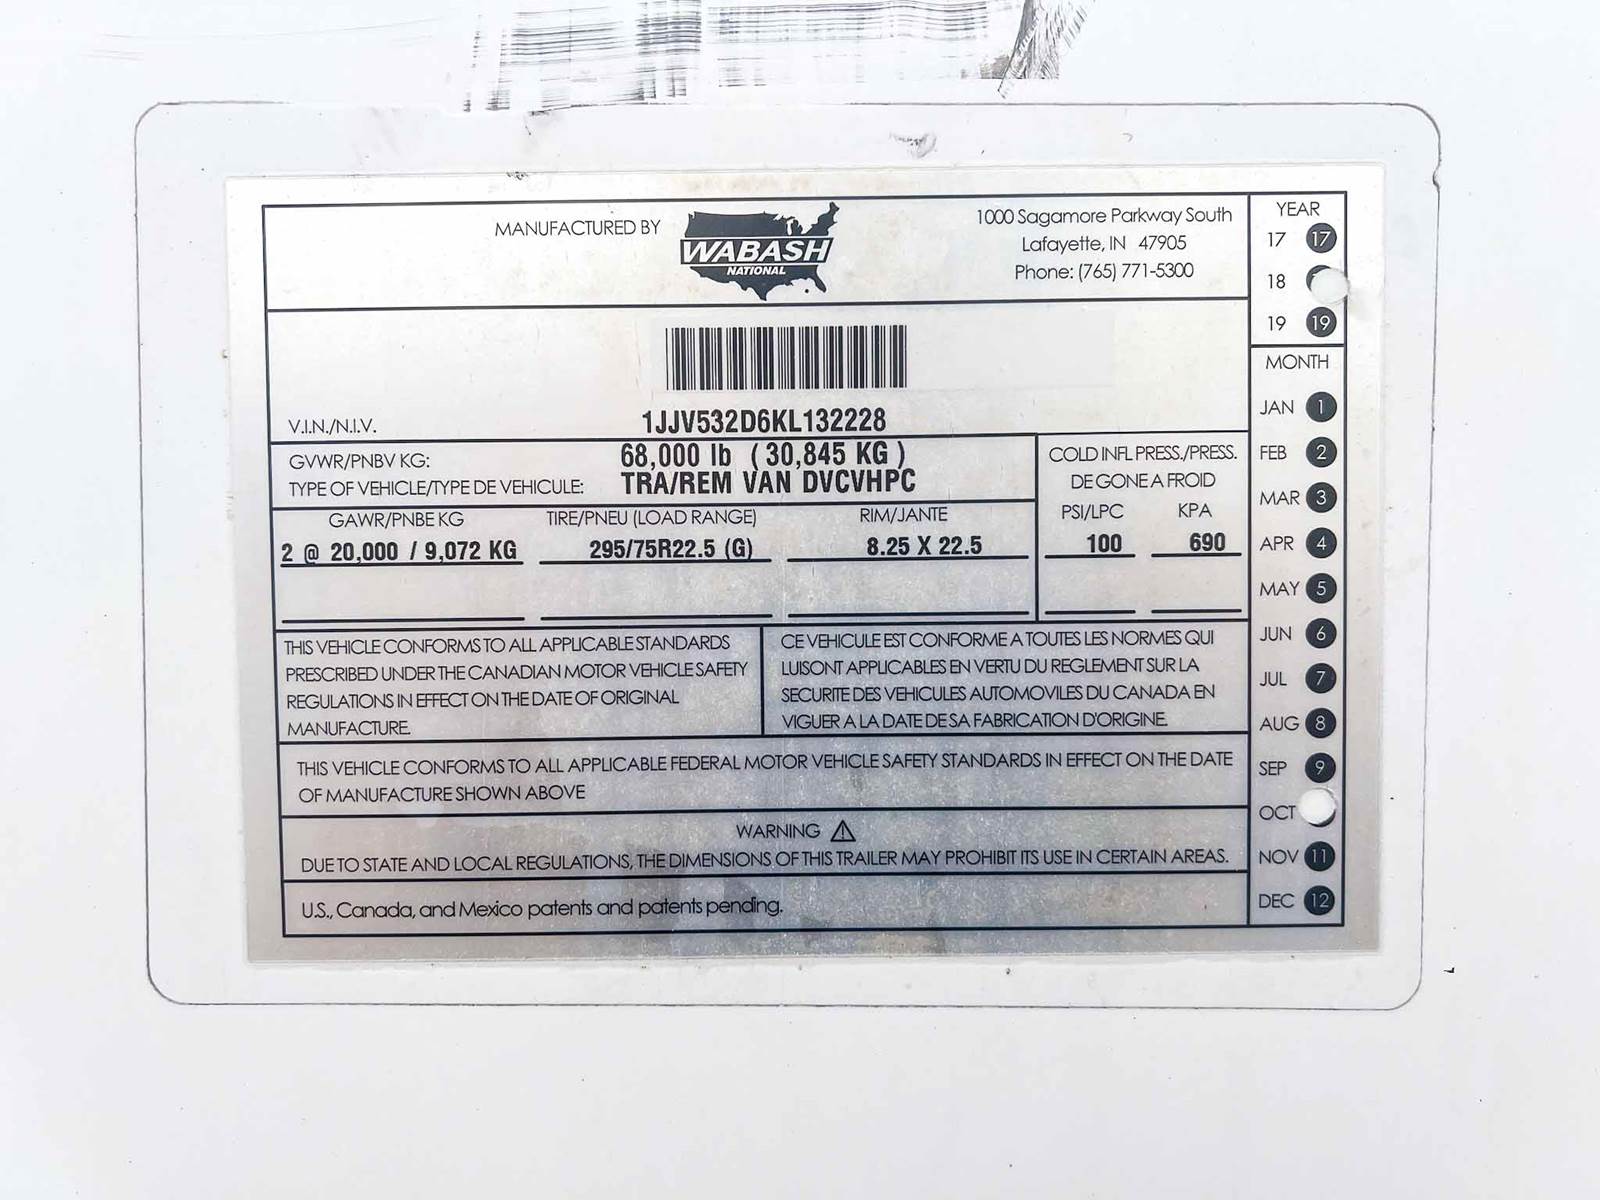 MANUFACTURED BY
WABASH
NATIONAL
1000 Sagamore Parkway South
Lafayette, IN 47905
Phone: (765) 771-5300
YEAR
17 17
18
19 19
V.I.N./N.I.V.
1JJV532D6KL132228
GVWR/PNBV KG:
68,000 lb ( 30,845 KG )
TYPE OF VEHICLE/TYPE DE VEHICULE:
TRA/REM VAN DVCVHPC
COLD INFL PRESS./PRESS.
DE GONE A FROID
GAWR/PNBE KG
TIRE/PNEU (LOAD RANGE)
RIM/JANTE
PSI/LPC
KPA
2 @ 20,000 / 9,072 KG
295/75R22.5 (G)
8.25 X 22.5
100
690
THIS VEHICLE CONFORMS TO ALL APPLICABLE STANDARDS
PRESCRIBED UNDER THE CANADIAN MOTOR VEHICLE SAFETY
REGULATIONS IN EFFECT ON THE DATE OF ORIGINAL
MANUFACTURE.
CE VEHICULE EST CONFORME A TOUTES LES NORMES QUI
LUISONT APPLICABLES EN VERTU DU REGLEMENT SUR LA
SECURITE DES VEHICULES AUTOMOVILES DU CANADA EN
VIGUER A LA DATE DE SA FABRICATION D'ORIGINE.
THIS VEHICLE CONFORMS TO ALL APPLICABLE FEDERAL MOTOR VEHICLE SAFETY STANDARDS IN EFFECT ON THE DATE
OF MANUFACTURE SHOWN ABOVE
WARNING
DUE TO STATE AND LOCAL REGULATIONS, THE DIMENSIONS OF THIS TRAILER MAY PROHIBIT ITS USE IN CERTAIN AREAS.
U.S., Canada, and Mexico patents and patents pending.
MONTH
JAN 1
FEB 2
MAR 3
APR 4
MAY 5
JUN 6
JUL 7
AUG 8
SEP 9
OCT
NOV 11
DEC 12